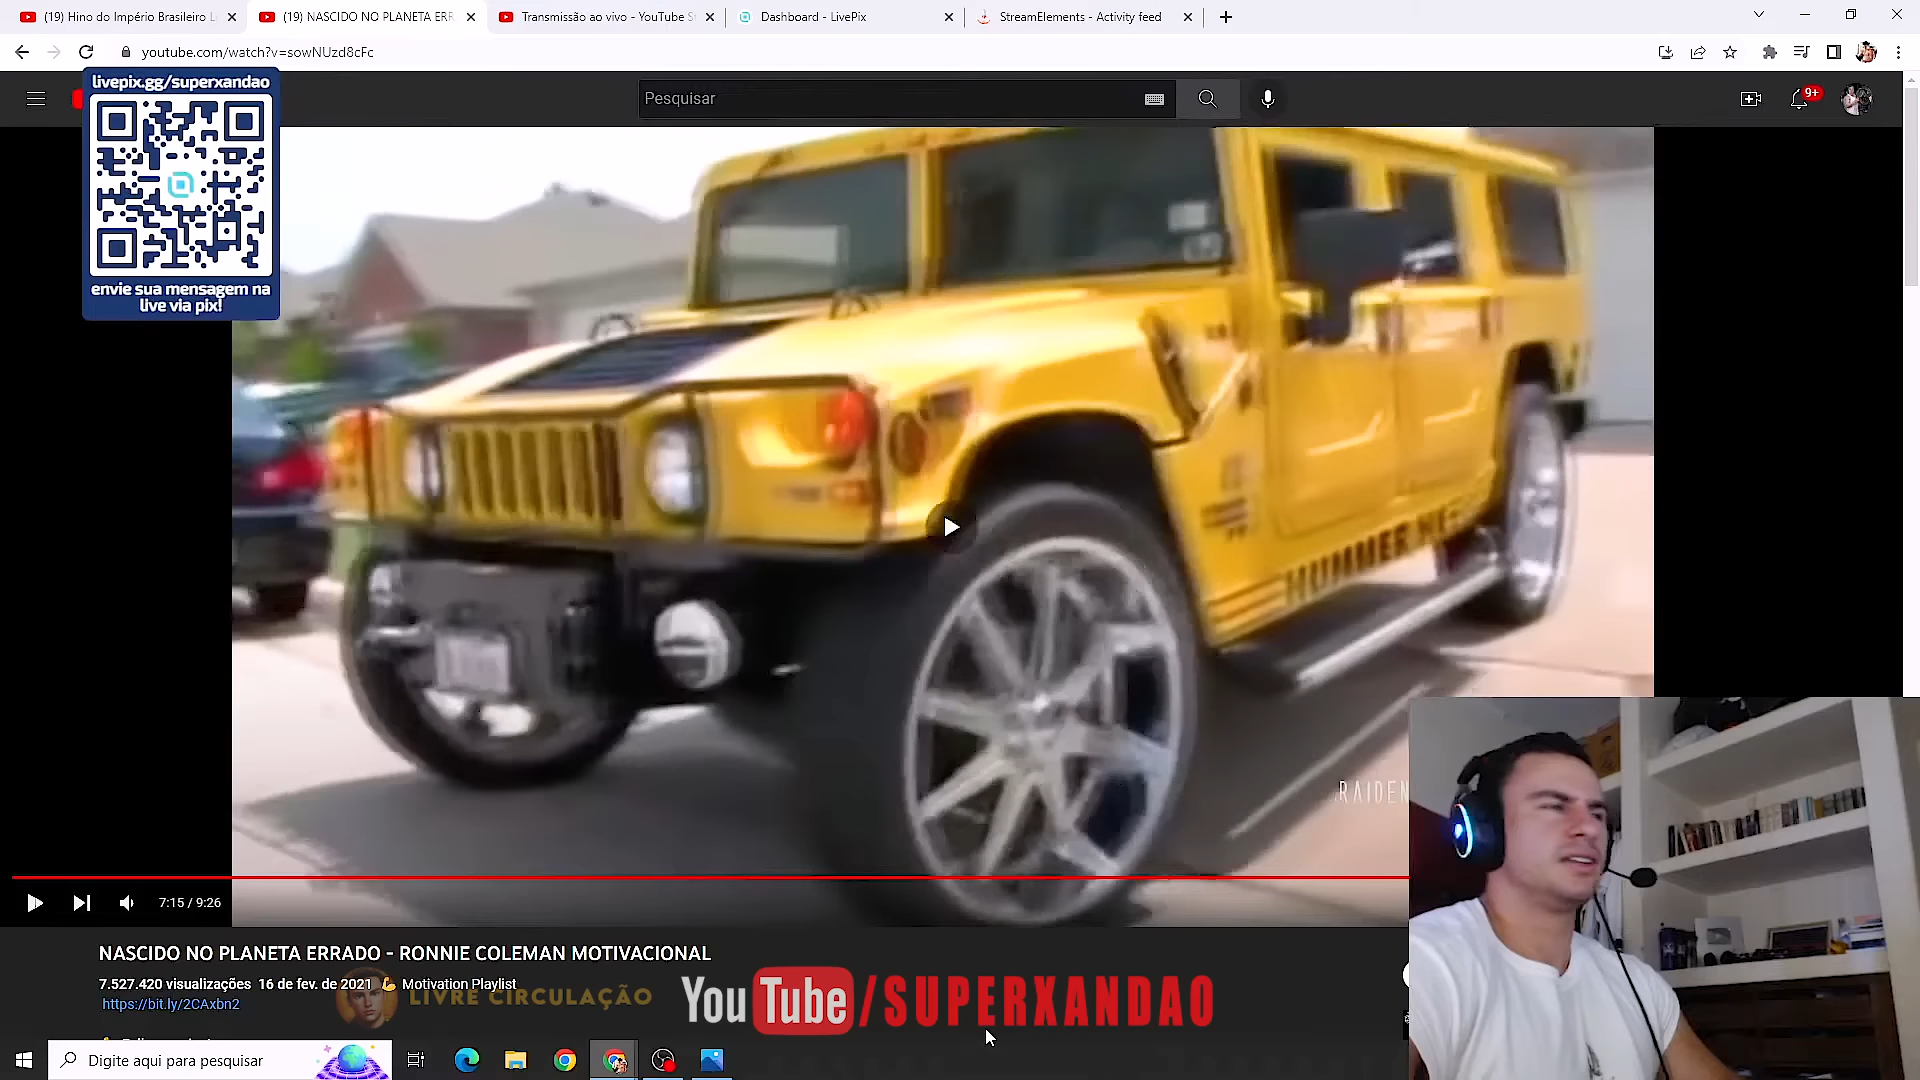 (19) Hino do Império Brasileiro L
(19) NASCIDO NO PLANETA ERR
Transmissão ao vivo - YouTube S
Dashboard - LivePix
StreamElements - Activity feed
youtube.com/watch?v=sowNUzd8cFc
livepix.gg/superxandao
envie sua mensagem na
live via pix!
Pesquisar
9+
HUMMER
RAIDEN
7:15 / 9:26
NASCIDO NO PLANETA ERRADO - RONNIE COLEMAN MOTIVACIONAL
7.527.420 visualizações 16 de fev. de 2021 💪 Motivation Playlist
https://bit.ly/2CAxbn2
LIVRE CIRCULAÇÃO
YouTube/SUPERXANDAO
Digite aqui para pesquisar